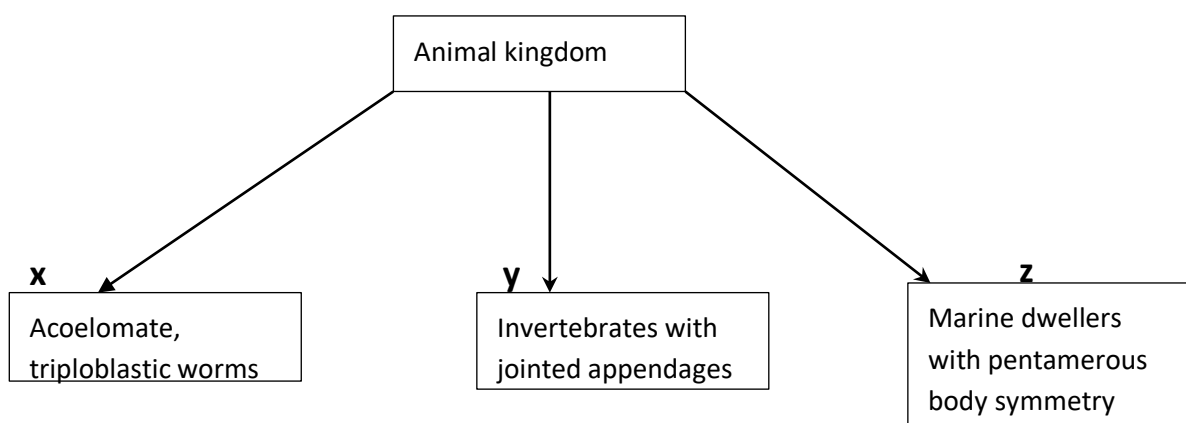 Animal kingdom
x
Acoelomate,
triploblastic worms
y
Invertebrates with
jointed appendages
z
Marine dwellers
with pentamerous
body symmetry